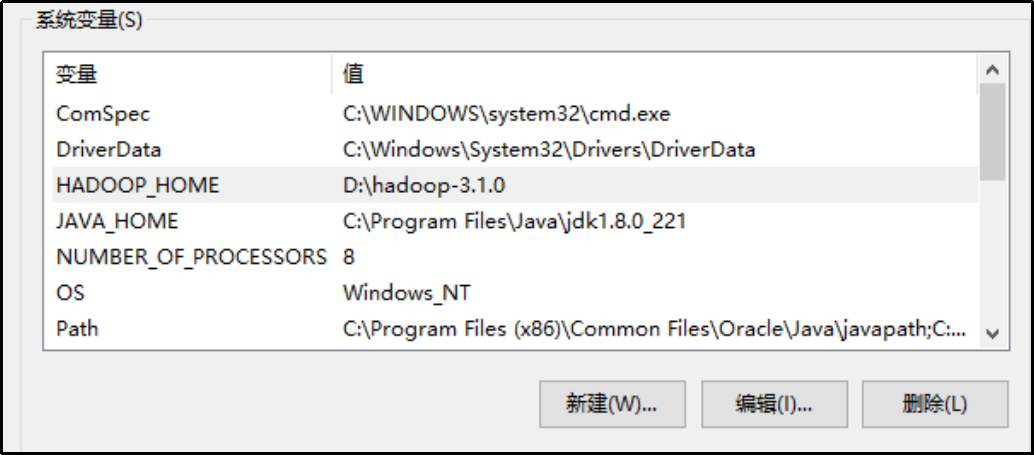 系统变量(S)
变量 值
ComSpec C:\WINDOWS\system32\cmd.exe
DriverData C:\Windows\System32\Drivers\DriverData
HADOOP_HOME D:\hadoop-3.1.0
JAVA_HOME C:\Program Files\Java\jdk1.8.0_221
NUMBER_OF_PROCESSORS 8
OS Windows_NT
Path C:\Program Files (x86)\Common Files\Oracle\Java\javapath;C:...
新建(W)... 编辑(I)... 删除(L)